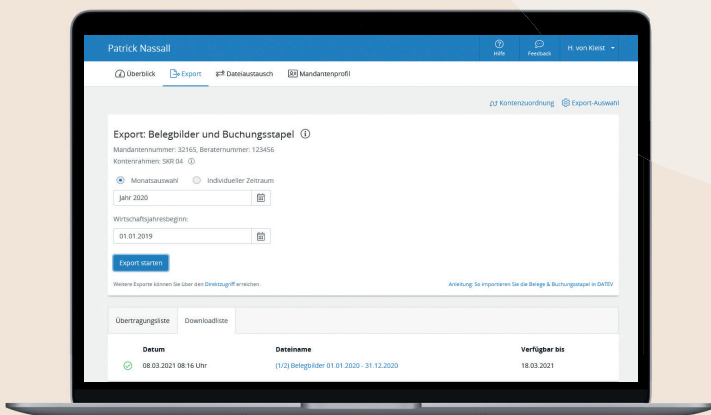 Patrick Nassall
Hilfe
Feedback
H. von Kleist
Überblick Export Dateiaustausch Mandantenprofil
Kontenzuordnung Export-Auswahl
Export: Belegbilder und Buchungsstapel
Mandantennummer: 32165, Beraternummer: 123456
Kontenrahmen: SKR 04
Monatsauswahl Individueller Zeitraum
Jahr 2020
Wirtschaftsjahresbeginn:
01.01.2019
Export starten
Weitere Exporte können Sie über den Direktzugriff erreichen.
Anleitung: So importieren Sie die Belege & Buchungsstapel in DATEV
Übertragungsliste Downloadliste
Datum Dateiname Verfügbar bis
08.03.2021 08:16 Uhr (1/2) Belegbilder 01.01.2020 - 31.12.2020 18.03.2021